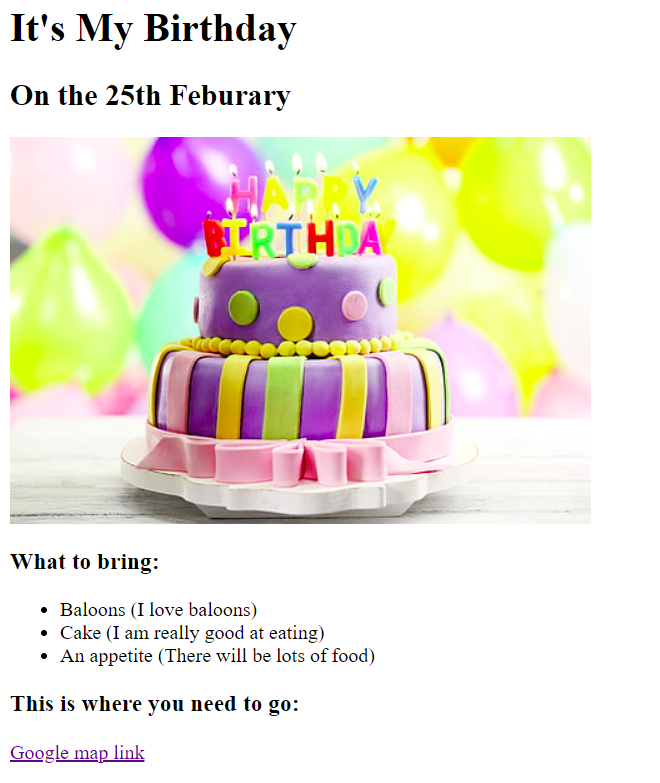 It's My Birthday
On the 25th Feburary
HAPPY
BIRTHDAY
What to bring:
Baloons (I love baloons)
Cake (I am really good at eating)
An appetite (There will be lots of food)
This is where you need to go:
Google map link